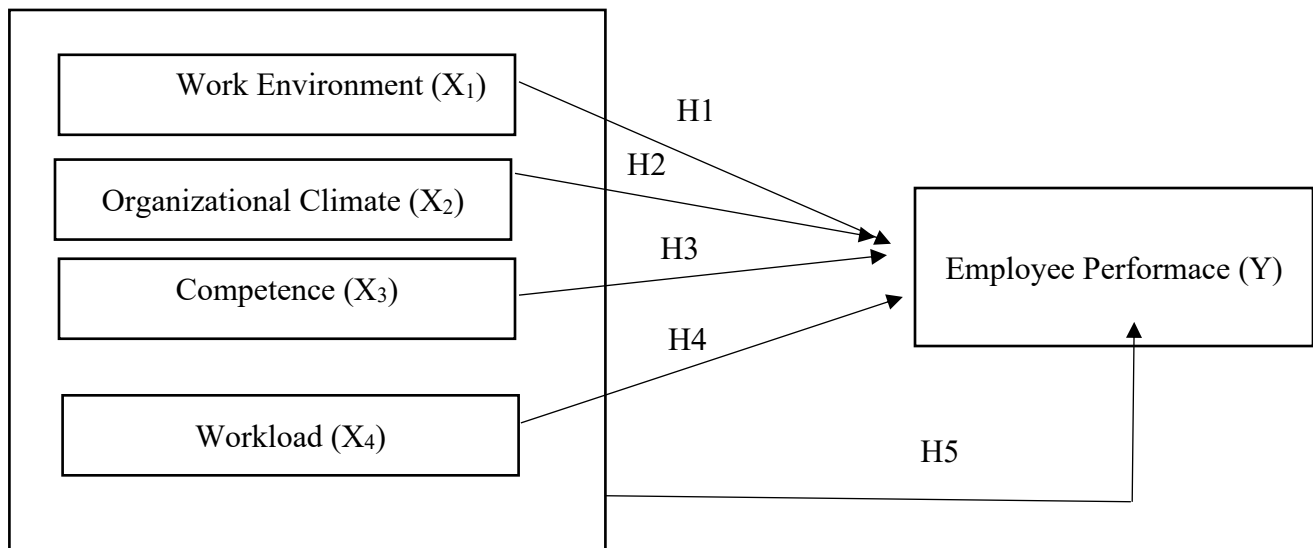 Work Environment (X₁)
H1
H2
Organizational Climate (X₂)
H3
Competence (X₃)
Employee Performace (Y)
H4
Workload (X₄)
H5